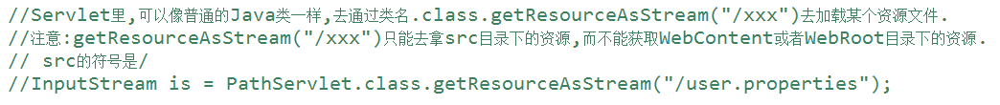 //Servlet里,可以像普通的Java类一样,去通过类名.class.getResourceAsStream("/xxx")去加载某个资源文件.
//注意:getResourceAsStream("/xxx")只能去拿src目录下的资源,而不能获取WebContent或者WebRoot目录下的资源.
// src的符号是/
//InputStream is = PathServlet.class.getResourceAsStream("/user.properties");